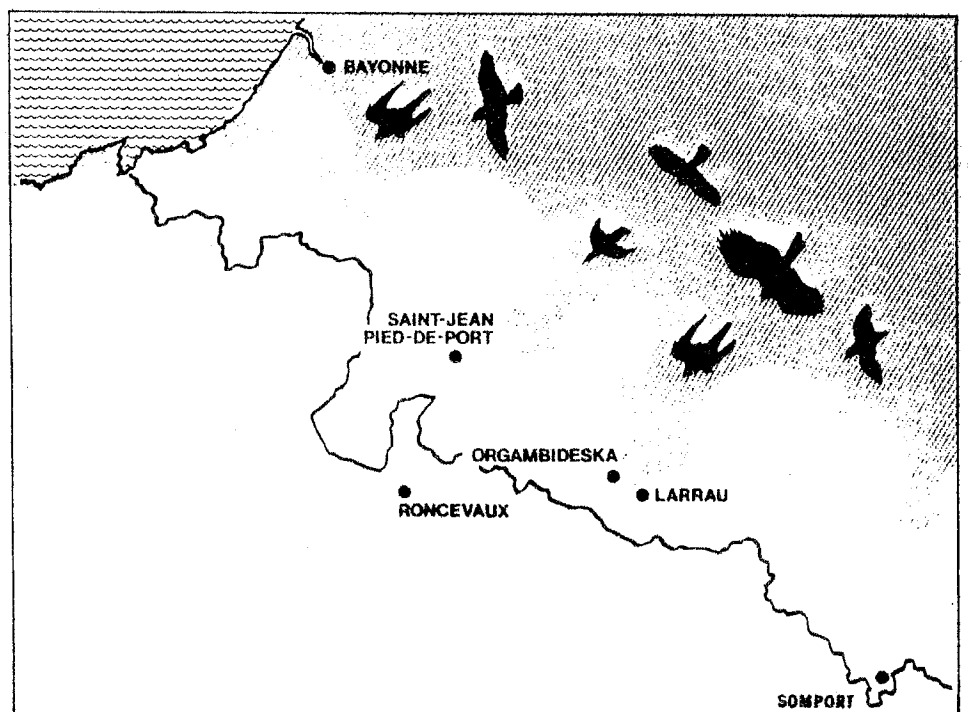 BAYONNE
SAINT-JEAN
PIED-DE-PORT
ORGAMBIDESKA
LARRAU
RONCEVAUX
SOMPORT